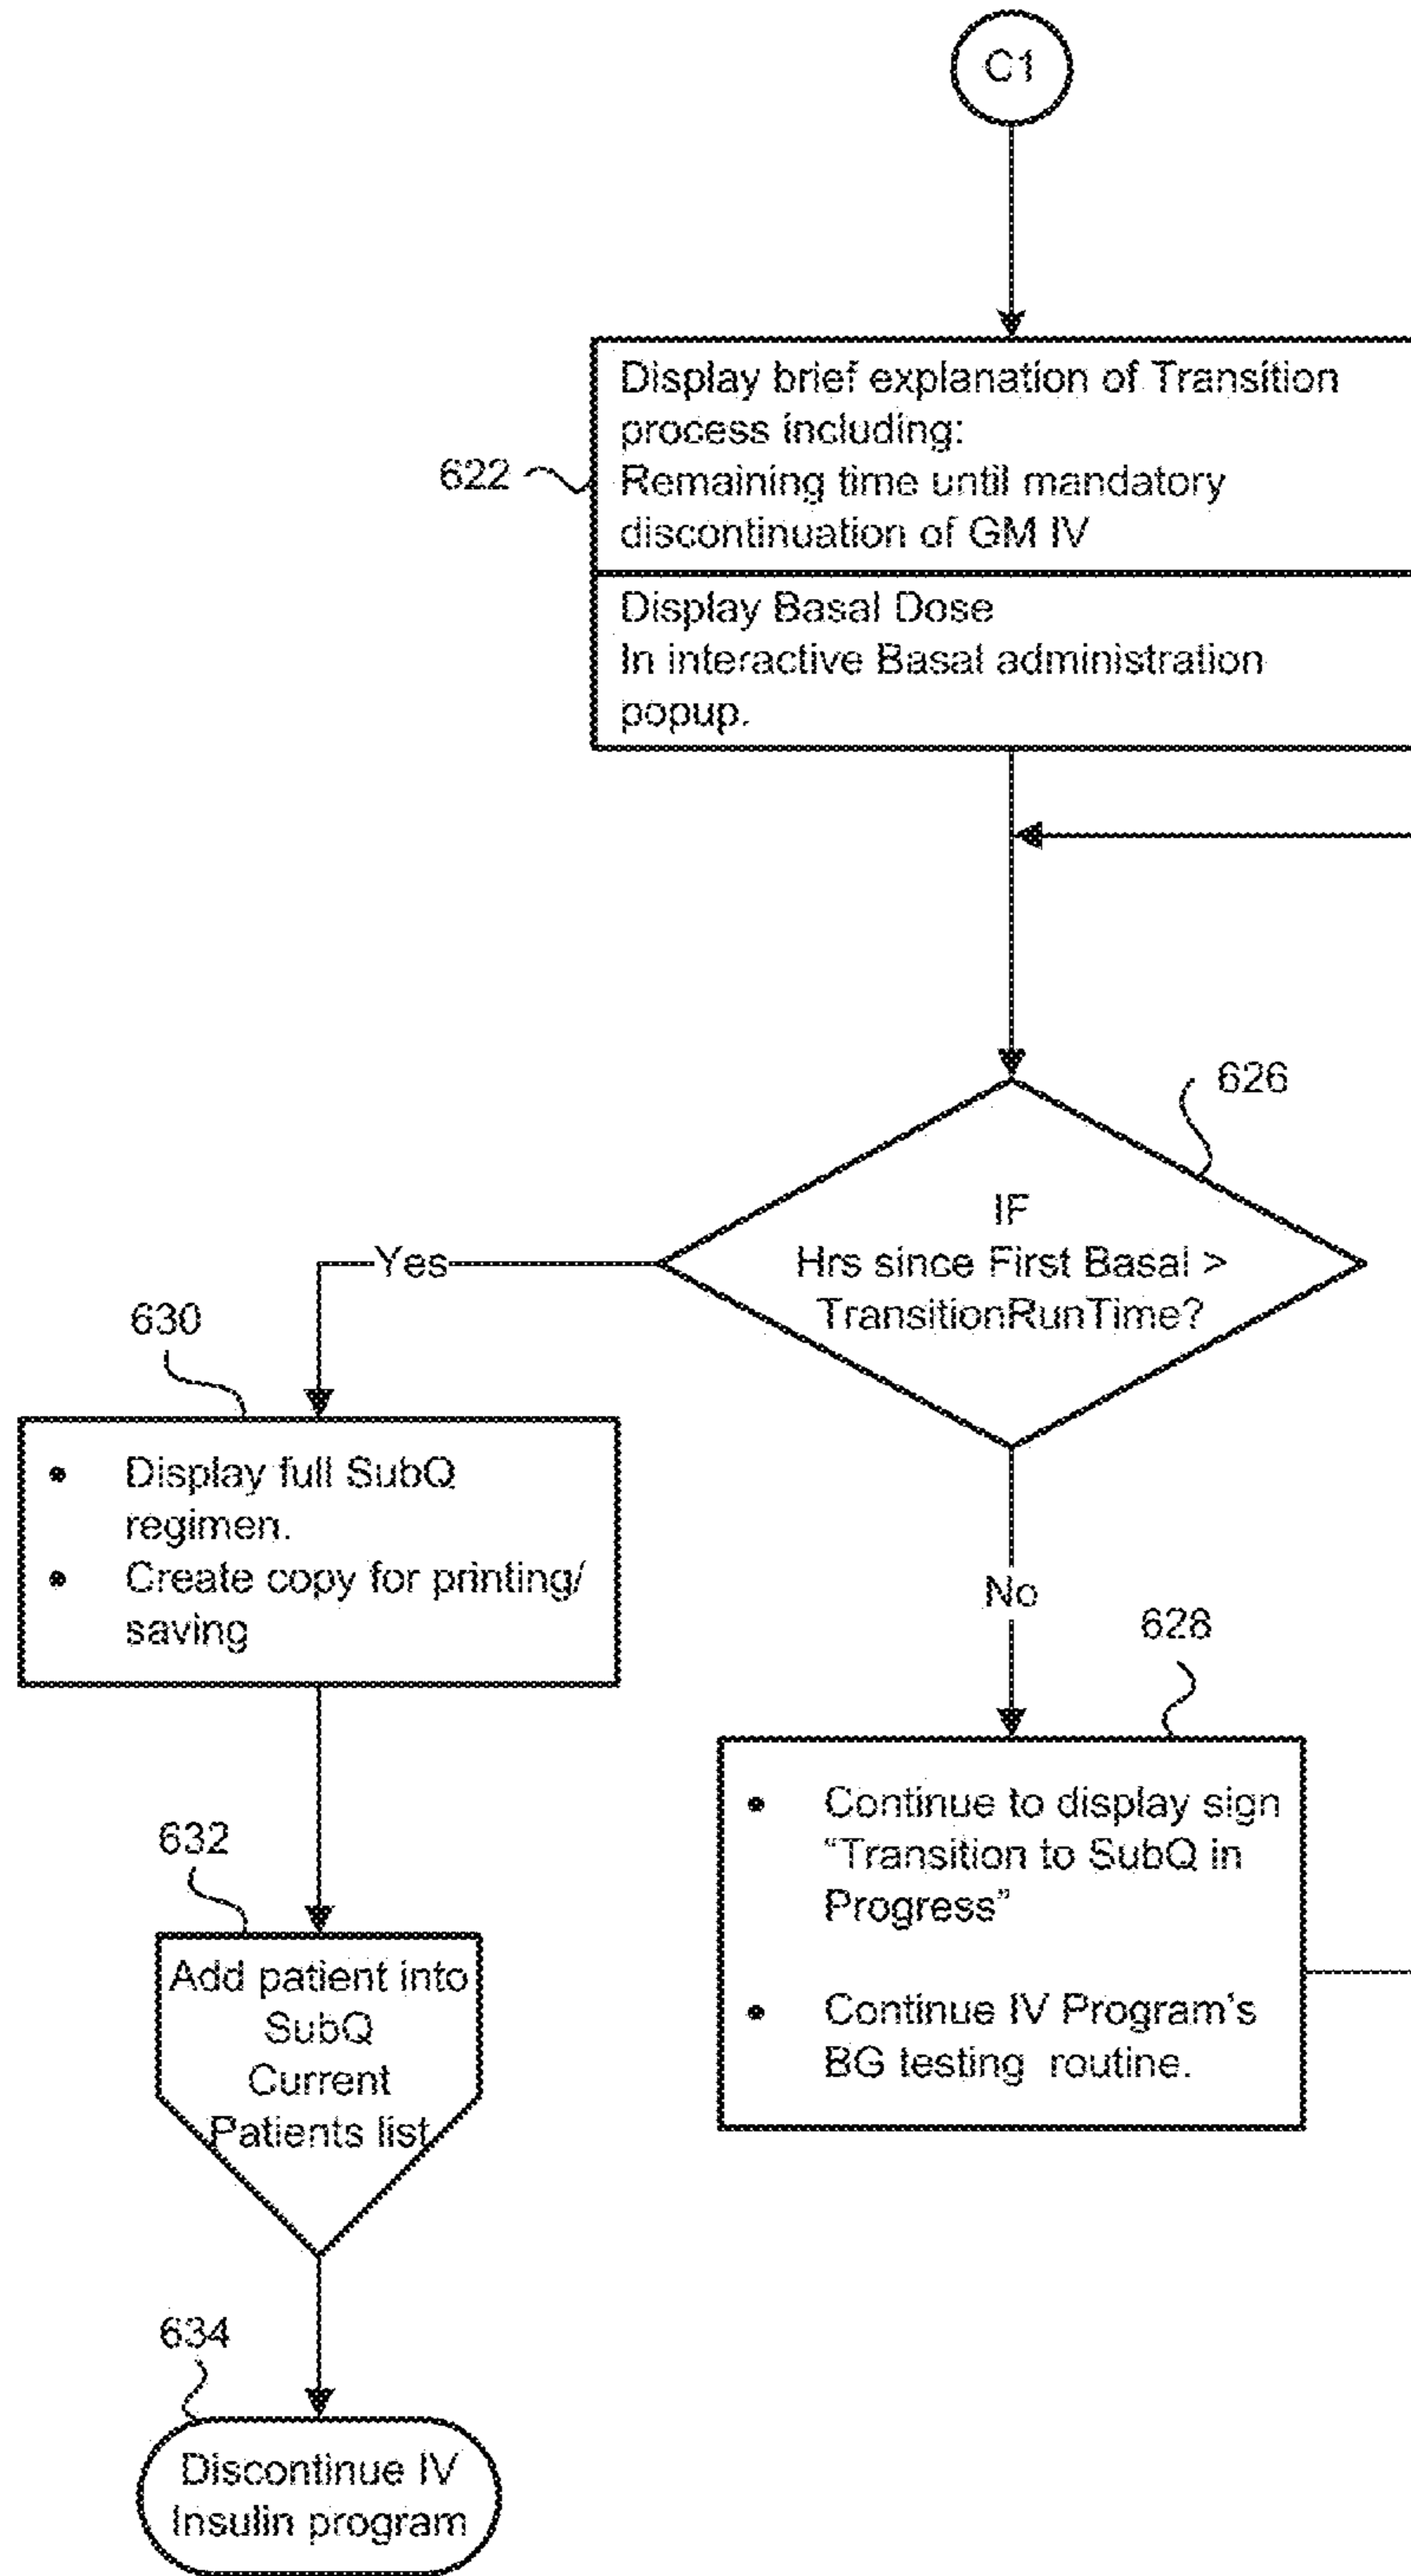 C1
622
Display brief explanation of Transition
process including:
Remaining time until mandatory
discontinuation of GM IV
Display Basal Dose
In interactive Basal administration
popup.
626
IF
Hrs since First Basal >
TransitionRunTime?
Yes
No
630
• Display full SubQ
regimen.
• Create copy for printing/
saving
628
• Continue to display sign
“Transition to SubQ in
Progress”
• Continue IV Program's
BG testing routine.
632
Add patient into
SubQ
Current
Patients list
634
Discontinue IV
Insulin program